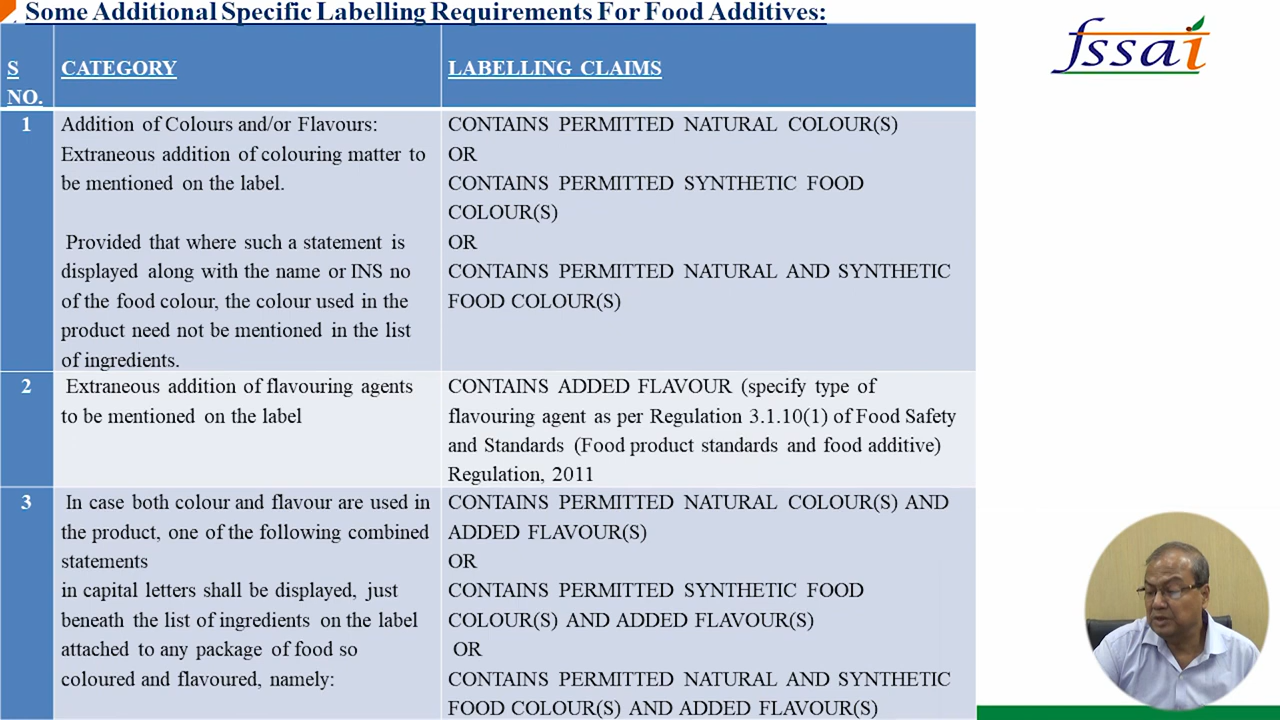 Some Additional Specific Labelling Requirements For Food Additives:
fssai
S NO.
CATEGORY
LABELLING CLAIMS
1
Addition of Colours and/or Flavours:
Extraneous addition of colouring matter to
be mentioned on the label.
Provided that where such a statement is
displayed along with the name or INS no
of the food colour, the colour used in the
product need not be mentioned in the list
of ingredients.
CONTAINS PERMITTED NATURAL COLOUR(S)
OR
CONTAINS PERMITTED SYNTHETIC FOOD
COLOUR(S)
OR
CONTAINS PERMITTED NATURAL AND SYNTHETIC
FOOD COLOUR(S)
2
Extraneous addition of flavouring agents
to be mentioned on the label
CONTAINS ADDED FLAVOUR (specify type of
flavouring agent as per Regulation 3.1.10(1) of Food Safety
and Standards (Food product standards and food additive)
Regulation, 2011
3
In case both colour and flavour are used in
the product, one of the following combined
statements
in capital letters shall be displayed, just
beneath the list of ingredients on the label
attached to any package of food so
coloured and flavoured, namely:
CONTAINS PERMITTED NATURAL COLOUR(S) AND
ADDED FLAVOUR(S)
OR
CONTAINS PERMITTED SYNTHETIC FOOD
COLOUR(S) AND ADDED FLAVOUR(S)
OR
CONTAINS PERMITTED NATURAL AND SYNTHETIC
FOOD COLOUR(S) AND ADDED FLAVOUR(S)